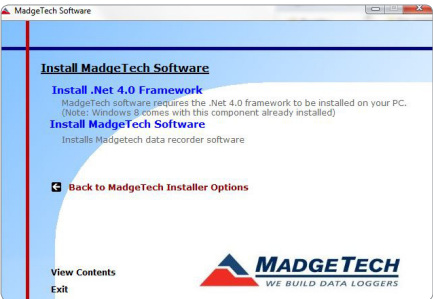 MadgeTech Software
Install MadgeTech Software
Install .Net 4.0 Framework
MadgeTech software requires the .Net 4.0 framework to be installed on your PC.
(Note: Windows 8 comes with this component already installed)
Install MadgeTech Software
Installs Madgetech data recorder software
Back to MadgeTech Installer Options
View Contents
Exit
MADGETECH
WE BUILD DATA LOGGERS